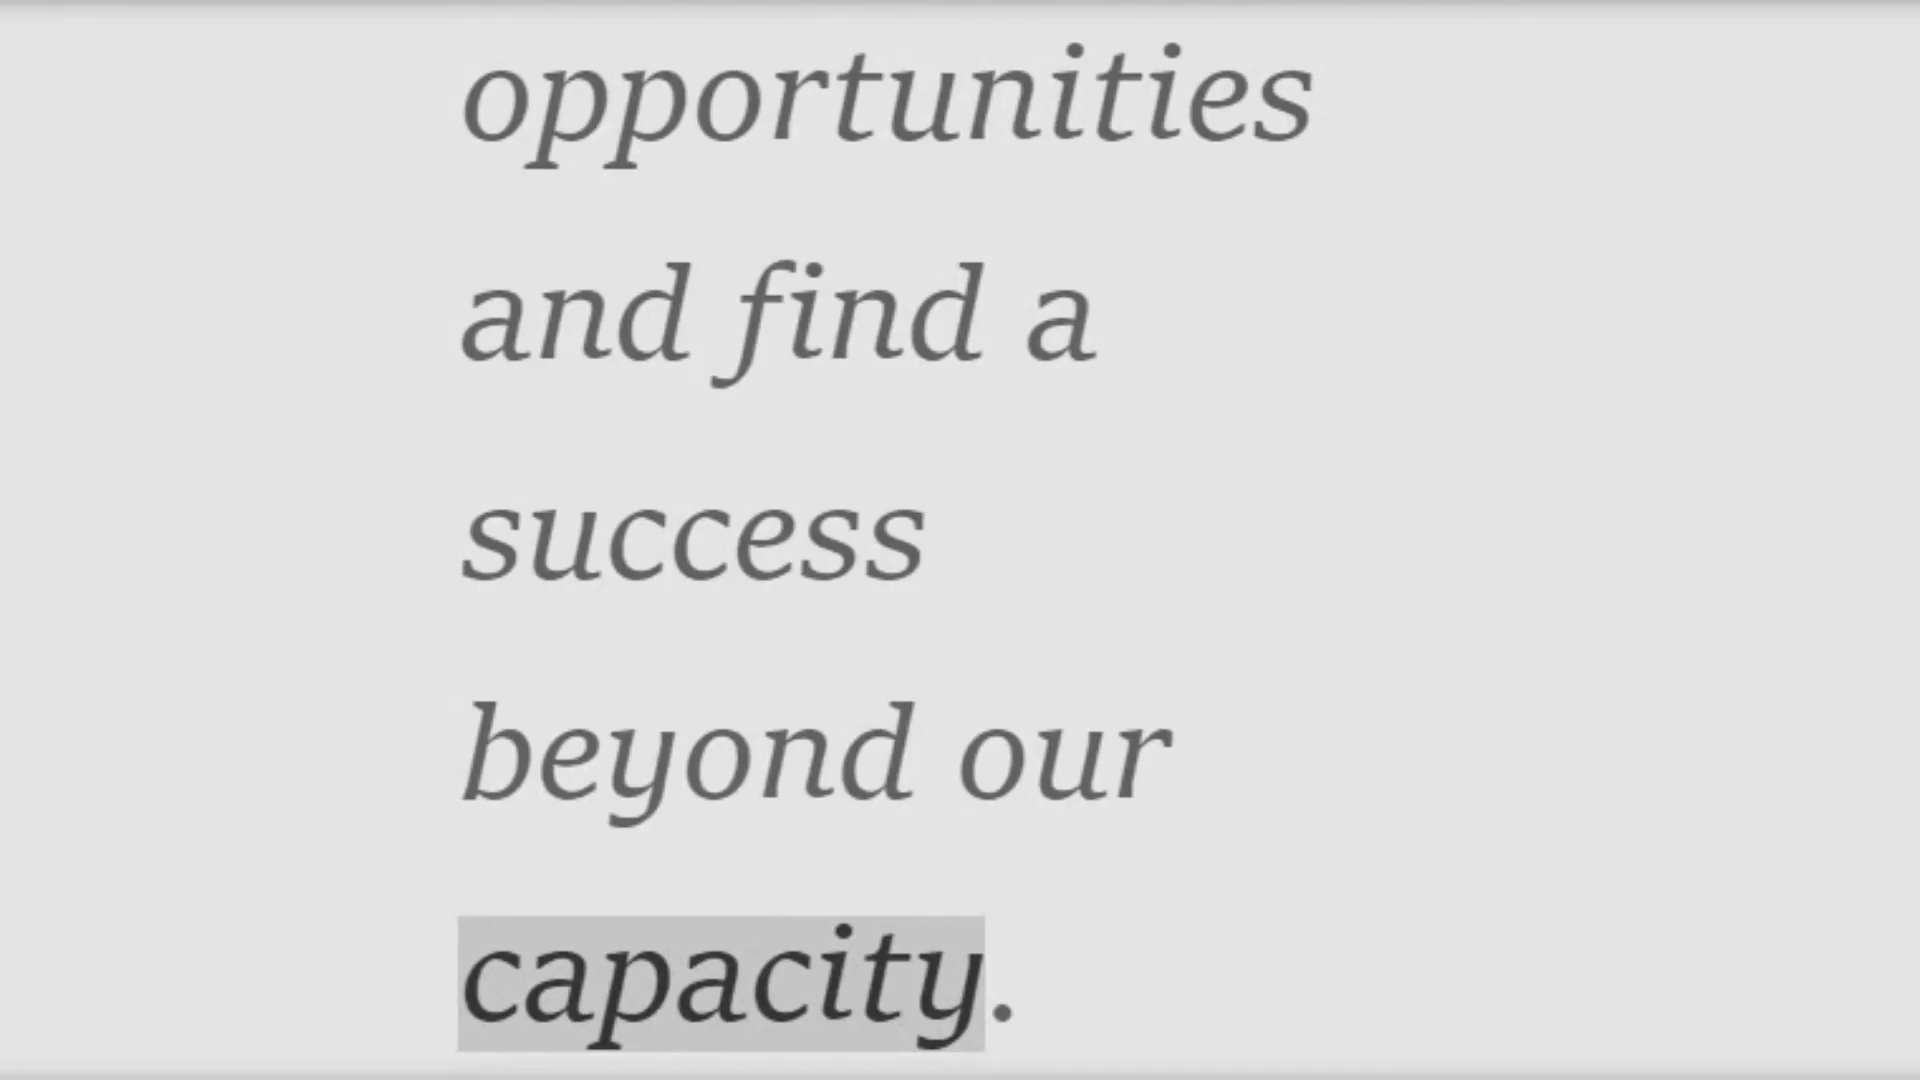 opportunities
and find a
success
beyond our
capacity.